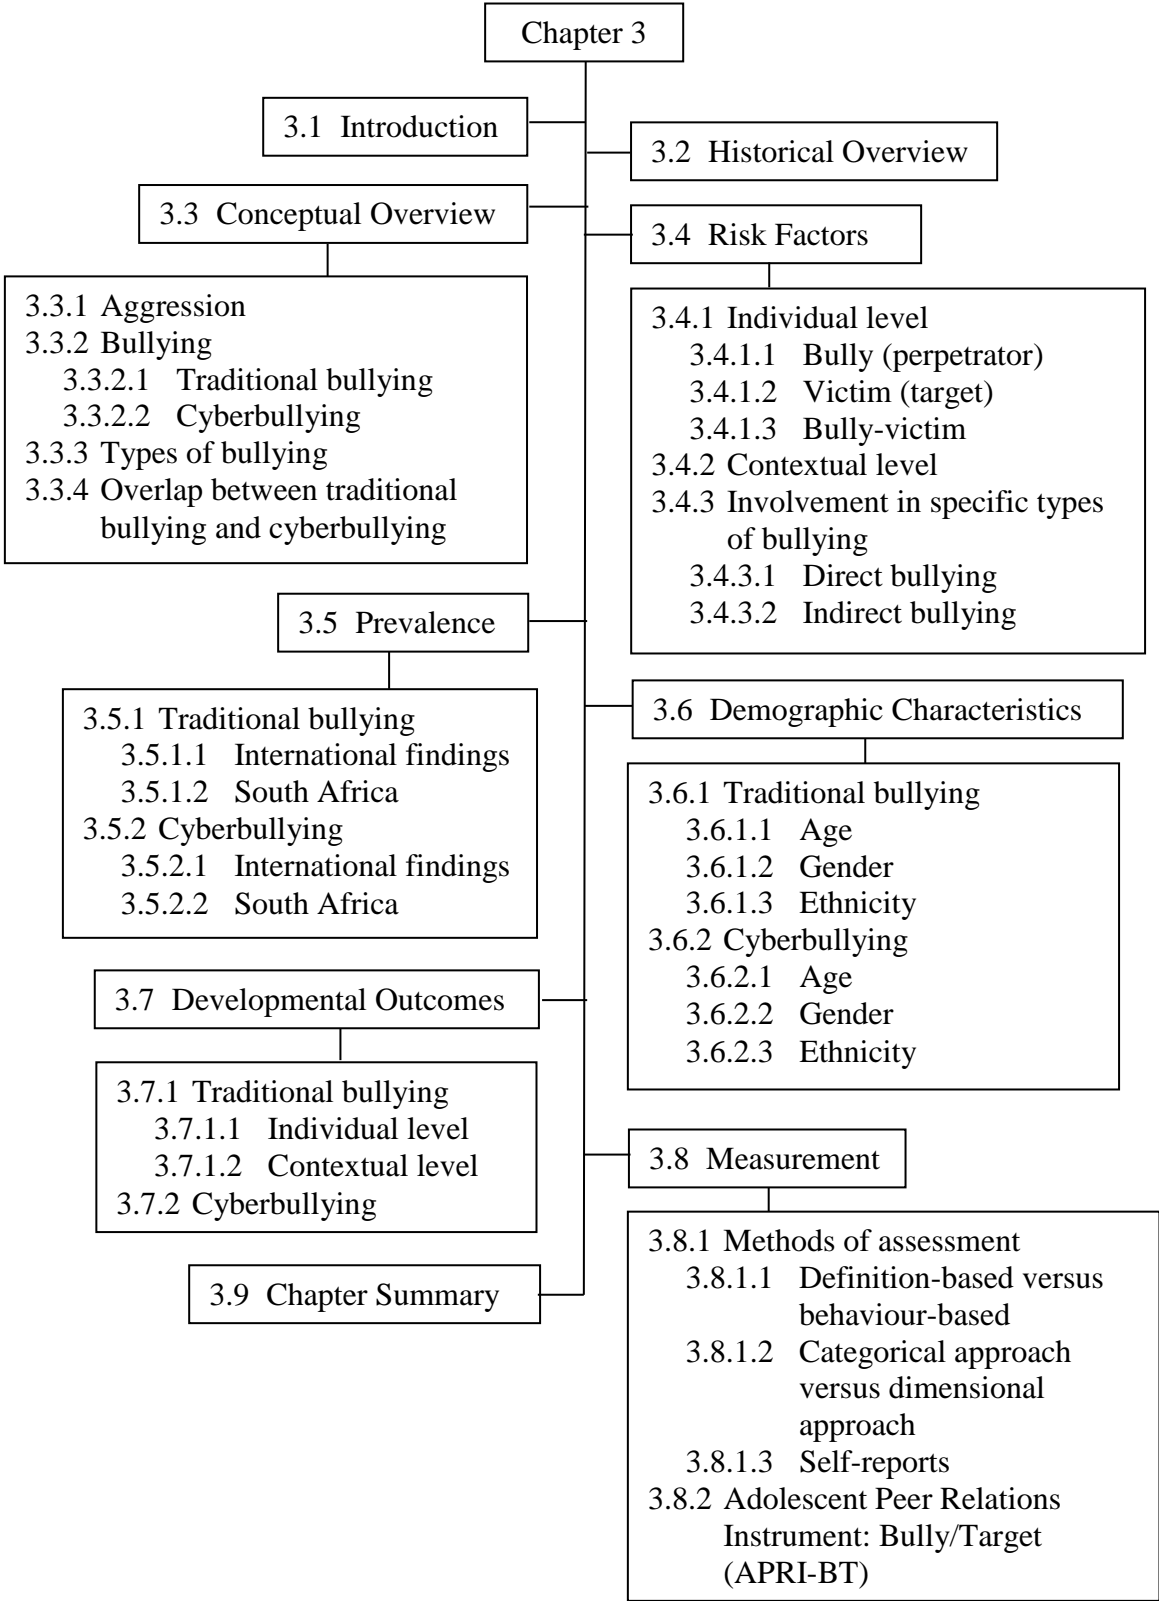 Chapter 3
3.1 Introduction
3.2 Historical Overview
3.3 Conceptual Overview
3.3.1 Aggression
3.3.2 Bullying
3.3.2.1 Traditional bullying
3.3.2.2 Cyberbullying
3.3.3 Types of bullying
3.3.4 Overlap between traditional
bullying and cyberbullying
3.4 Risk Factors
3.4.1 Individual level
3.4.1.1 Bully (perpetrator)
3.4.1.2 Victim (target)
3.4.1.3 Bully-victim
3.4.2 Contextual level
3.4.3 Involvement in specific types
of bullying
3.4.3.1 Direct bullying
3.4.3.2 Indirect bullying
3.5 Prevalence
3.5.1 Traditional bullying
3.5.1.1 International findings
3.5.1.2 South Africa
3.5.2 Cyberbullying
3.5.2.1 International findings
3.5.2.2 South Africa
3.6 Demographic Characteristics
3.6.1 Traditional bullying
3.6.1.1 Age
3.6.1.2 Gender
3.6.1.3 Ethnicity
3.6.2 Cyberbullying
3.6.2.1 Age
3.6.2.2 Gender
3.6.2.3 Ethnicity
3.7 Developmental Outcomes
3.7.1 Traditional bullying
3.7.1.1 Individual level
3.7.1.2 Contextual level
3.7.2 Cyberbullying
3.8 Measurement
3.8.1 Methods of assessment
3.8.1.1 Definition-based versus
behaviour-based
3.8.1.2 Categorical approach
versus dimensional
approach
3.8.1.3 Self-reports
3.8.2 Adolescent Peer Relations
Instrument: Bully/Target
(APRI-BT)
3.9 Chapter Summary